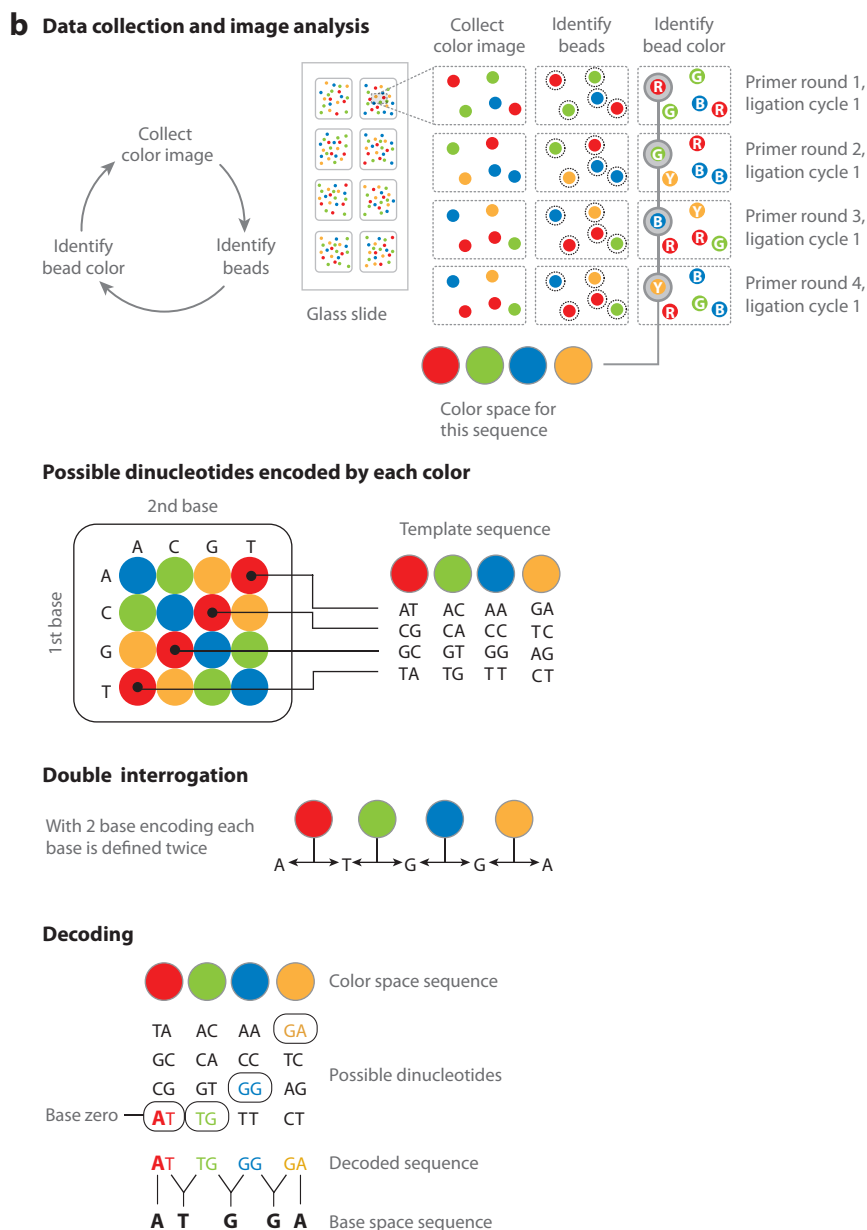 b Data collection and image analysis
Collect
color image
Identify
beads
Identify
bead color
Collect
color image
Identify
bead color
Identify
beads
Glass slide
R G G B R
Primer round 1,
ligation cycle 1
G R Y B B
Primer round 2,
ligation cycle 1
B Y R R G
Primer round 3,
ligation cycle 1
Y B R G B
Primer round 4,
ligation cycle 1
Color space for
this sequence
Possible dinucleotides encoded by each color
2nd base
A C G T
1st base
A
C
G
T
Template sequence
AT AC AA GA
CG CA CC TC
GC GT GG AG
TA TG TT CT
Double interrogation
With 2 base encoding each
base is defined twice
A T G G A
Decoding
Color space sequence
TA AC AA GA
GC CA CC TC
Possible dinucleotides
CG GT GG AG
Base zero
AT TG TT CT
AT TG GG GA Decoded sequence
A T G G A Base space sequence